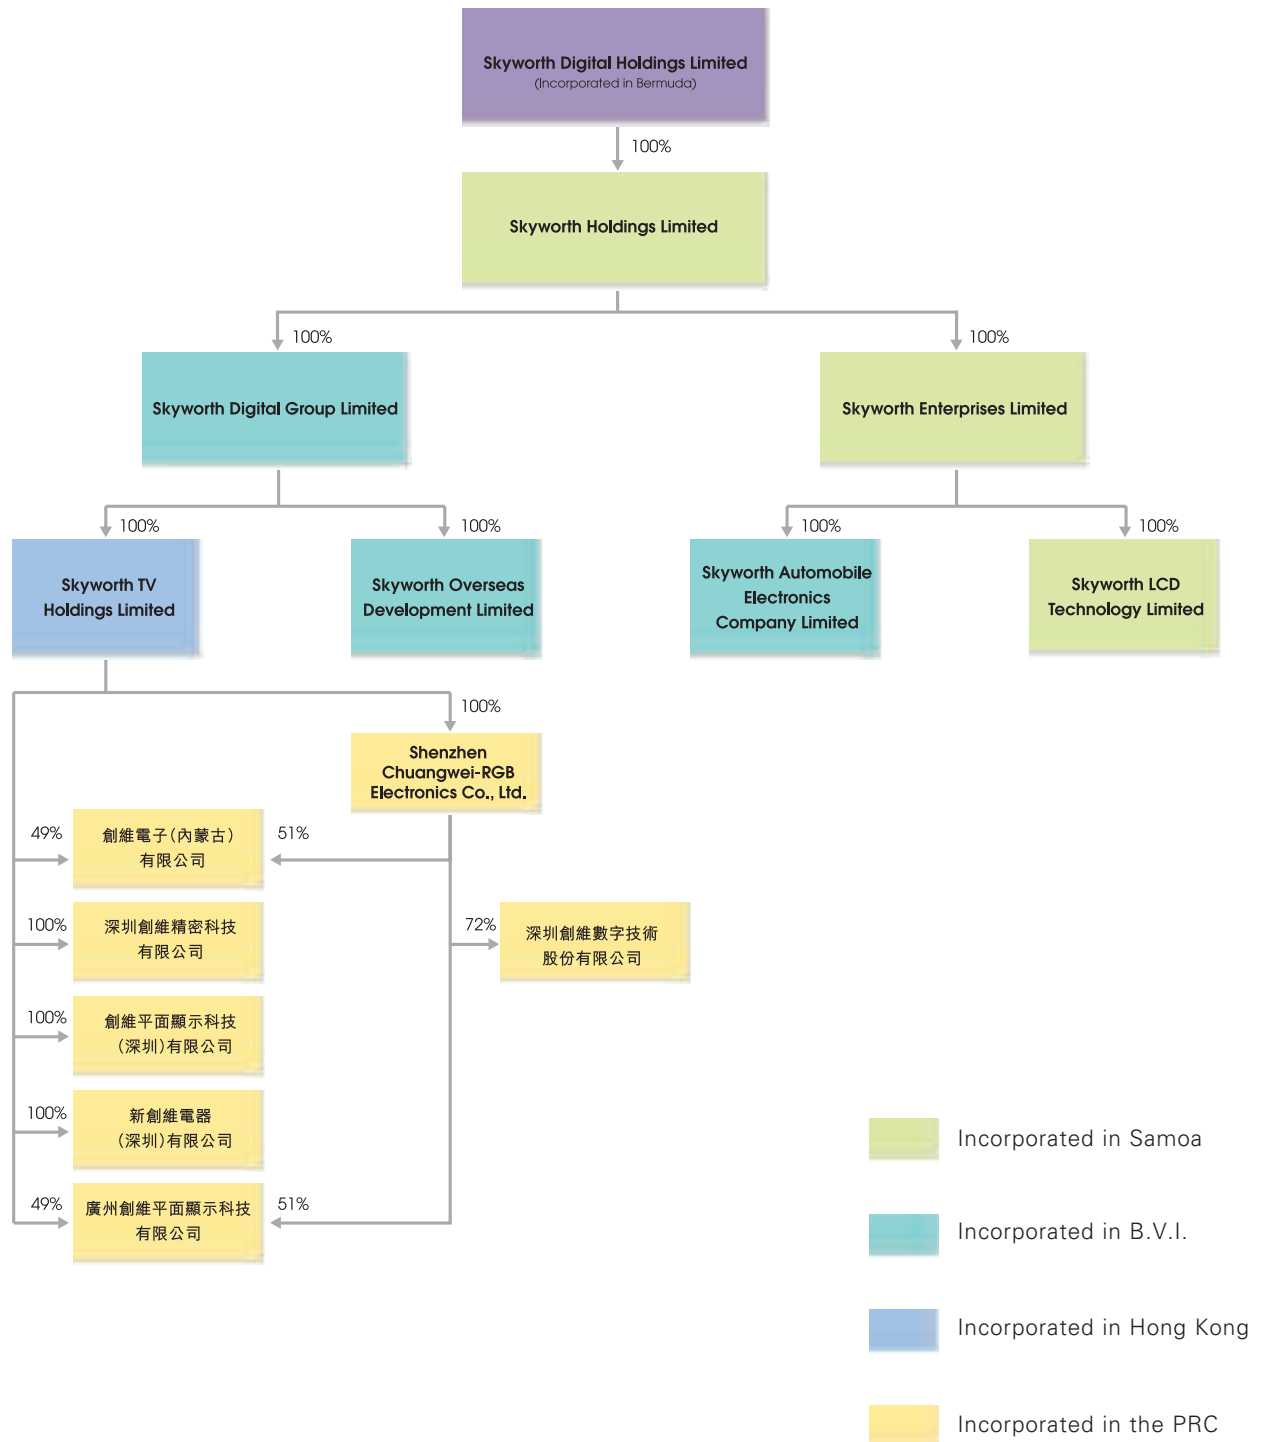 Skyworth Digital Holdings Limited
(Incorporated in Bermuda)
100%
Skyworth Holdings Limited
100%
100%
Skyworth Digital Group Limited
Skyworth Enterprises Limited
100%
100%
100%
100%
Skyworth TV
Holdings Limited
Skyworth Overseas
Development Limited
Skyworth Automobile
Electronics
Company Limited
Skyworth LCD
Technology Limited
100%
Shenzhen
Chuangwei-RGB
Electronics Co., Ltd.
49%
創維電子(內蒙古)
有限公司
51%
100%
深圳創維精密科技
有限公司
72%
深圳創維數字技術
股份有限公司
100%
創維平面顯示科技
(深圳)有限公司
100%
新創維電器
(深圳)有限公司
49%
廣州創維平面顯示科技
有限公司
51%
Incorporated in Samoa
Incorporated in B.V.I.
Incorporated in Hong Kong
Incorporated in the PRC